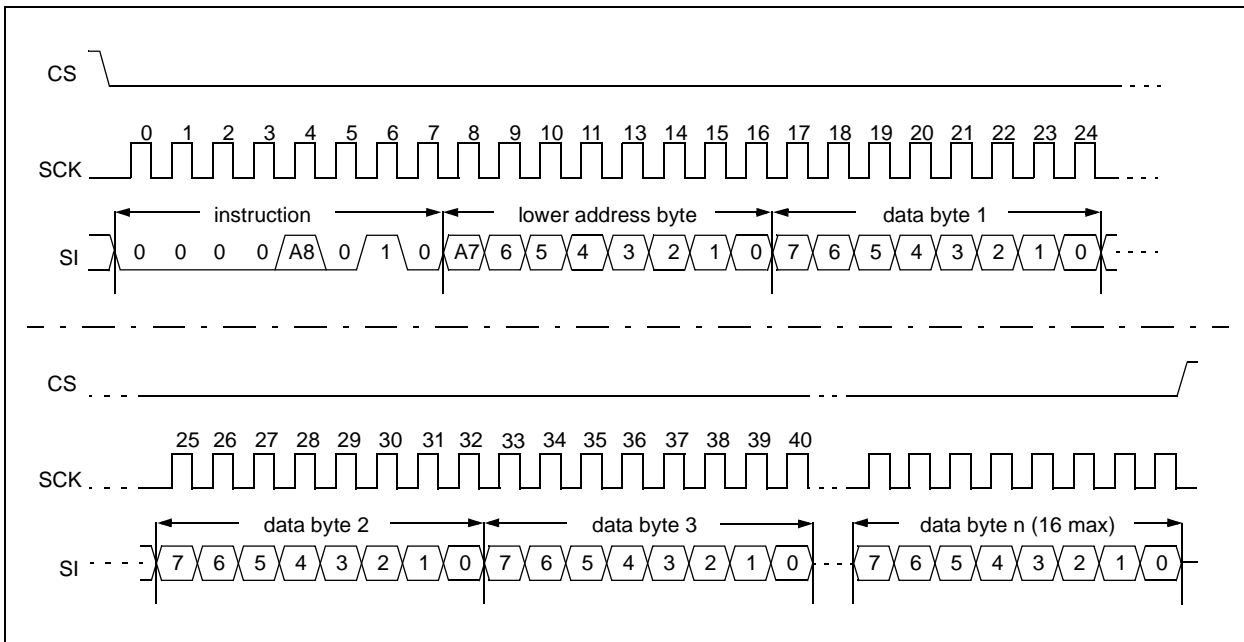 CS
0 1 2 3 4 5 6 7 8 9 10 11 13 14 15 16 17 18 19 20 21 22 23 24
SCK
instruction lower address byte data byte 1
SI 0 0 0 0 A8 0 1 0 A7 6 5 4 3 2 1 0 7 6 5 4 3 2 1 0
CS
25 26 27 28 29 30 31 32 33 34 35 36 37 38 39 40
SCK
data byte 2 data byte 3 data byte n (16 max)
SI 7 6 5 4 3 2 1 0 7 6 5 4 3 2 1 0 7 6 5 4 3 2 1 0